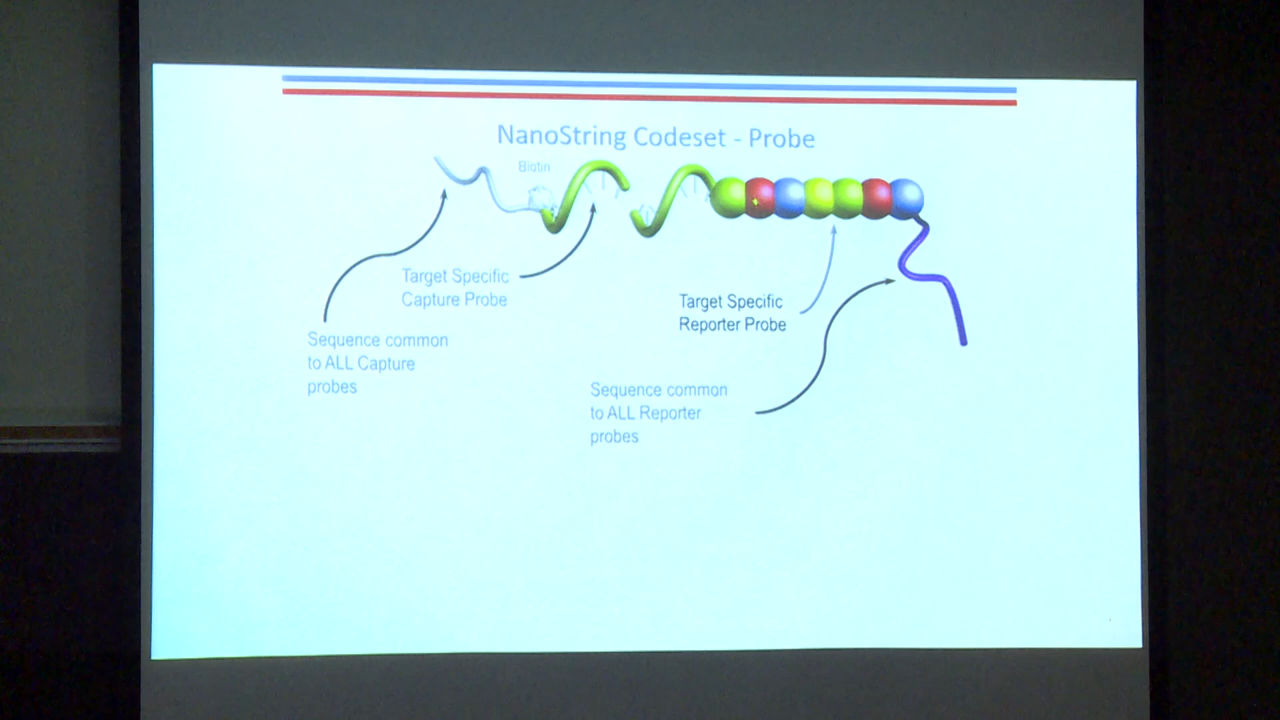 NanoString Codeset - Probe
Biotin
Target Specific
Capture Probe
Sequence common
to ALL Capture
probes
Target Specific
Reporter Probe
Sequence common
to ALL Reporter
probes